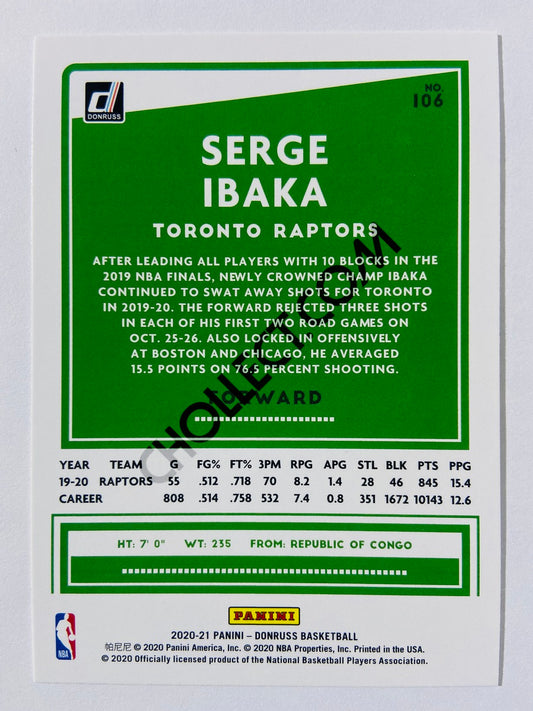 DONRUSS
NO.
106
SERGE
IBAKA
TORONTO RAPTORS
AFTER LEADING ALL PLAYERS WITH 10 BLOCKS IN THE
2019 NBA FINALS, NEWLY CROWNED CHAMP IBAKA
CONTINUED TO SWAT AWAY SHOTS FOR TORONTO
IN 2019-20. THE FORWARD REJECTED THREE SHOTS
IN EACH OF HIS FIRST TWO ROAD GAMES ON
OCT. 25-26. ALSO LOCKED IN OFFENSIVELY
AT BOSTON AND CHICAGO, HE AVERAGED
15.5 POINTS ON 76.5 PERCENT SHOOTING.
FORWARD
CHOLLECT.COM
YEAR TEAM G FG% FT% 3PM RPG APG STL BLK PTS PPG
19-20 RAPTORS 55 .512 .718 70 8.2 1.4 28 46 845 15.4
CAREER 808 .514 .758 532 7.4 0.8 351 1672 10143 12.6
HT: 7' 0" WT: 235 FROM: REPUBLIC OF CONGO
PANINI
NBA
2020-21 PANINI – DONRUSS BASKETBALL
帕尼尼 © 2020 Panini America, Inc. © 2020 NBA Properties, Inc. Printed in the USA.
© 2020 Officially licensed product of the National Basketball Players Association.